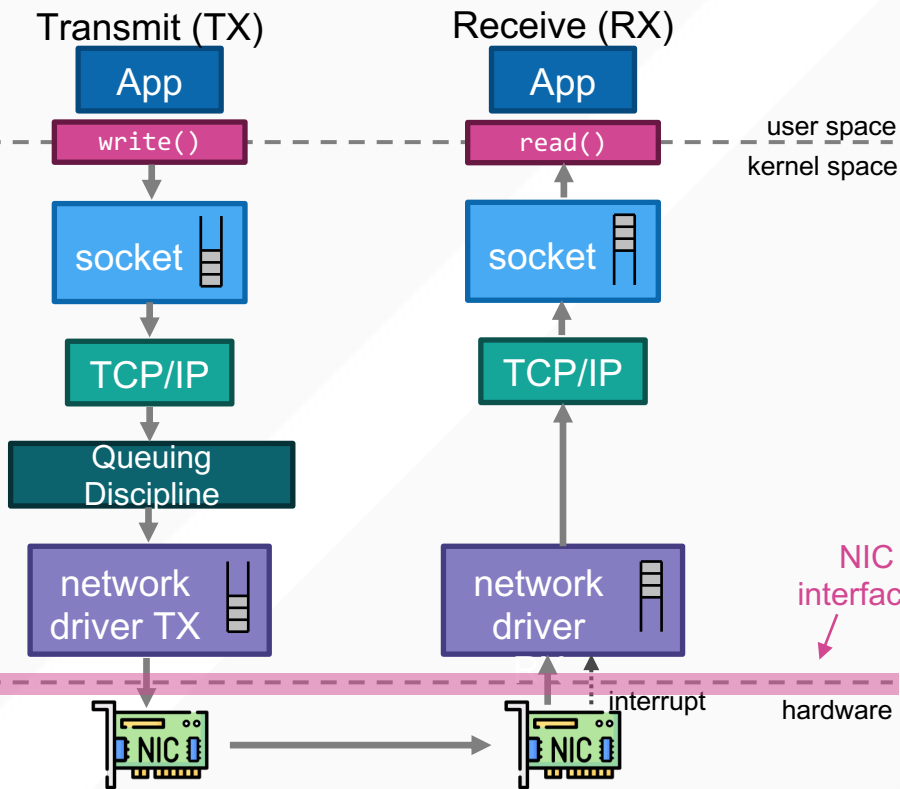 Transmit (TX)
Receive (RX)
App
App
write()
read()
user space
kernel space
socket
socket
TCP/IP
TCP/IP
Queuing
Discipline
network
driver TX
network
driver
NIC
interfac
interrupt
hardware
NIC
NIC